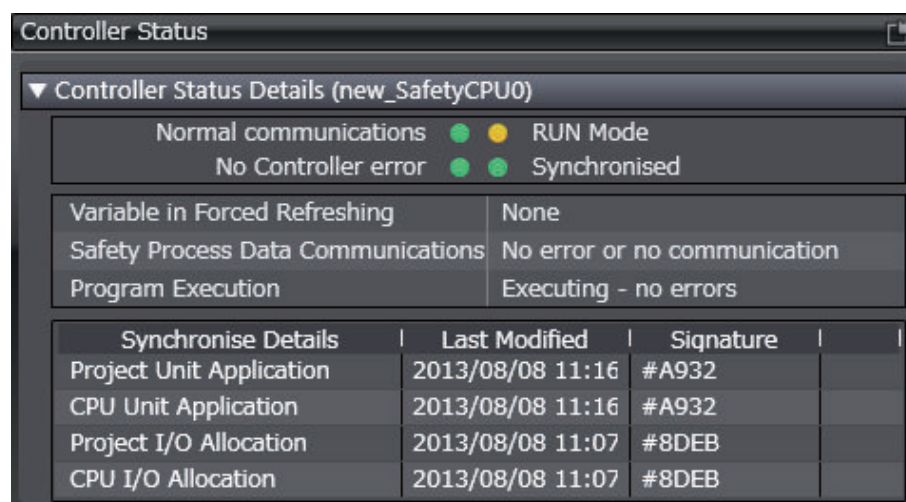 Controller Status
Controller Status Details (new_SafetyCPU0)
Normal communications RUN Mode
No Controller error Synchronised
Variable in Forced Refreshing None
Safety Process Data Communications No error or no communication
Program Execution Executing - no errors
Synchronise Details Last Modified Signature
Project Unit Application 2013/08/08 11:16 #A932
CPU Unit Application 2013/08/08 11:16 #A932
Project I/O Allocation 2013/08/08 11:07 #8DEB
CPU I/O Allocation 2013/08/08 11:07 #8DEB